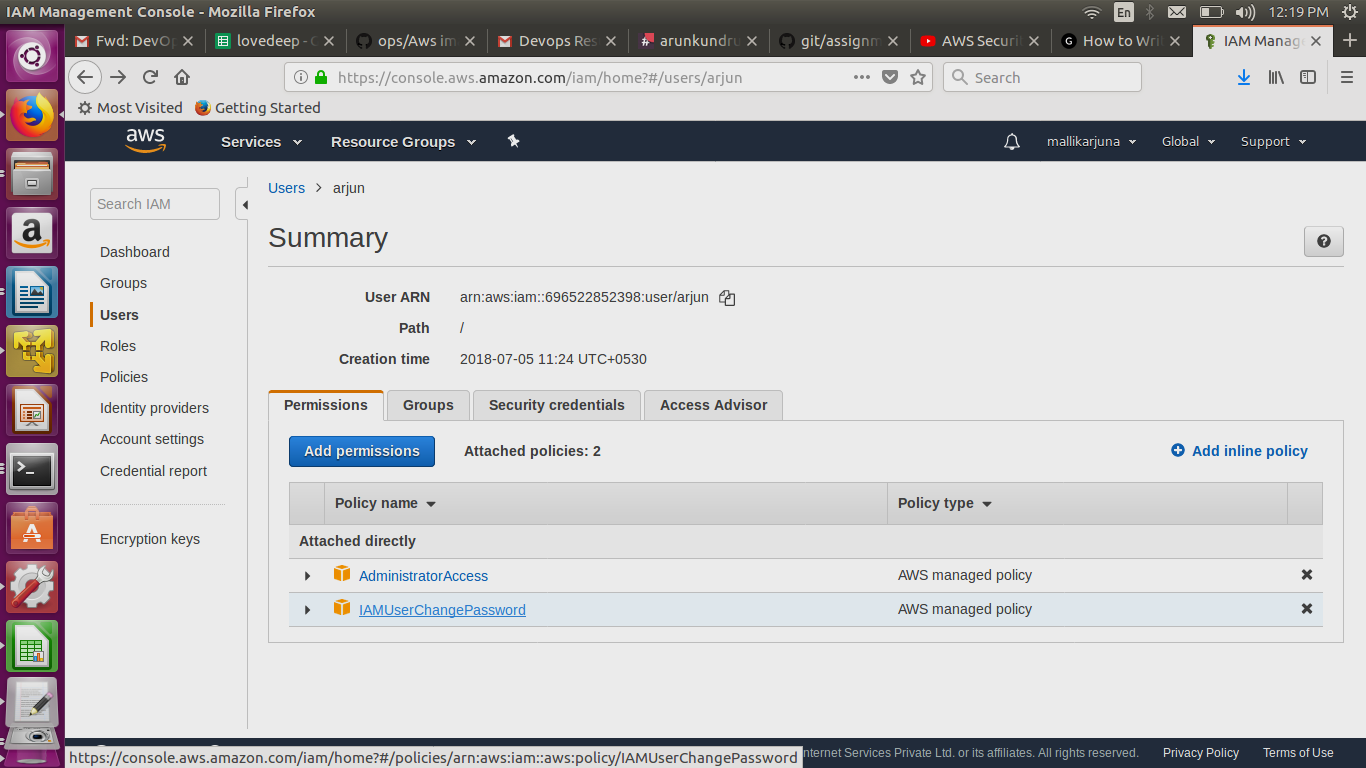 IAM Management Console - Mozilla Firefox
En
12:19 PM
Fwd: DevO
lovedeep -
ops/Aws im
Devops Res
arunkundru
git/assignm
AWS Securi
How to Wri
IAM Manag
https://console.aws.amazon.com/iam/home?#/users/arjun
Search
Most Visited
Getting Started
aws
Services
Resource Groups
mallikarjuna
Global
Support
Search IAM
Dashboard
Groups
Users
Roles
Policies
Identity providers
Account settings
Credential report
Encryption keys
Users > arjun
Summary
User ARN arn:aws:iam::696522852398:user/arjun
Path /
Creation time 2018-07-05 11:24 UTC+0530
Permissions Groups Security credentials Access Advisor
Add permissions Attached policies: 2 Add inline policy
Policy name Policy type
Attached directly
AdministratorAccess AWS managed policy
IAMUserChangePassword AWS managed policy
nternet Services Private Ltd. or its affiliates. All rights reserved. Privacy Policy Terms of Use
https://console.aws.amazon.com/iam/home?#/policies/arn:aws:iam::aws:policy/IAMUserChangePassword